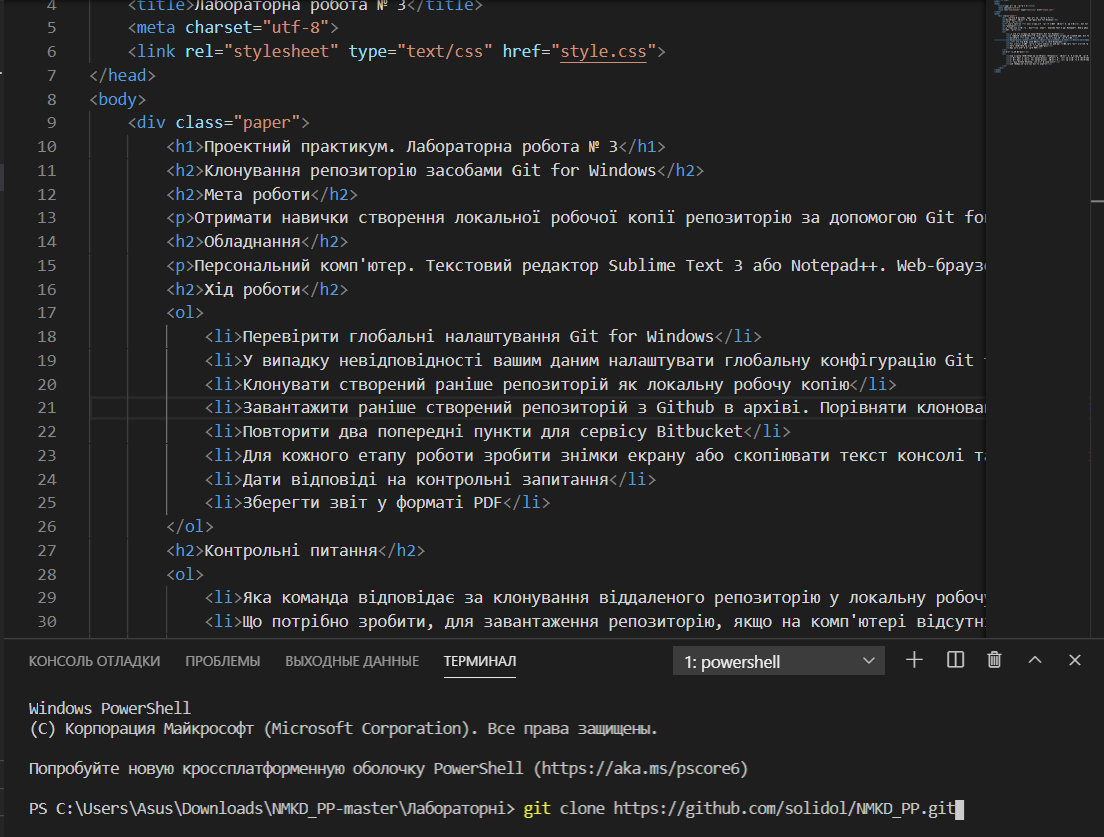 4 <title>Лабораторна робота № 3</title>
5 <meta charset="utf-8">
6 <link rel="stylesheet" type="text/css" href="style.css">
7 </head>
8 <body>
9 <div class="paper">
10 <h1>Проектний практикум. Лабораторна робота № 3</h1>
11 <h2>Клонування репозиторію засобами Git for Windows</h2>
12 <h2>Мета роботи</h2>
13 <p>Отримати навички створення локальної робочої копії репозиторію за допомогою Git for
14 <h2>Обладнання</h2>
15 <p>Персональний комп'ютер. Текстовий редактор Sublime Text 3 або Notepad++. Web-браузе
16 <h2>Хід роботи</h2>
17 <ol>
18 <li>Перевірити глобальні налаштування Git for Windows</li>
19 <li>У випадку невідповідності вашим даним налаштувати глобальну конфігурацію Git
20 <li>Клонувати створений раніше репозиторій як локальну робочу копію</li>
21 <li>Завантажити раніше створений репозиторій з Github в архіві. Порівняти клонован
22 <li>Повторити два попередні пункти для сервісу Bitbucket</li>
23 <li>Для кожного етапу роботи зробити знімки екрану або скопіювати текст консолі та
24 <li>Дати відповіді на контрольні запитання</li>
25 <li>Зберегти звіт у форматі PDF</li>
26 </ol>
27 <h2>Контрольні питання</h2>
28 <ol>
29 <li>Яка команда відповідає за клонування віддаленого репозиторію у локальну робочу
30 <li>Що потрібно зробити, для завантаження репозиторію, якщо на комп'ютері відсутні
КОНСОЛЬ ОТЛАДКИ ПРОБЛЕМЫ ВЫХОДНЫЕ ДАННЫЕ ТЕРМИНАЛ 1: powershell
Windows PowerShell
(C) Корпорация Майкрософт (Microsoft Corporation). Все права защищены.
Попробуйте новую кроссплатформенную оболочку PowerShell (https://aka.ms/pscore6)
PS C:\Users\Asus\Downloads\NMKD_PP-master\Лабораторні> git clone https://github.com/solidol/NMKD_PP.git